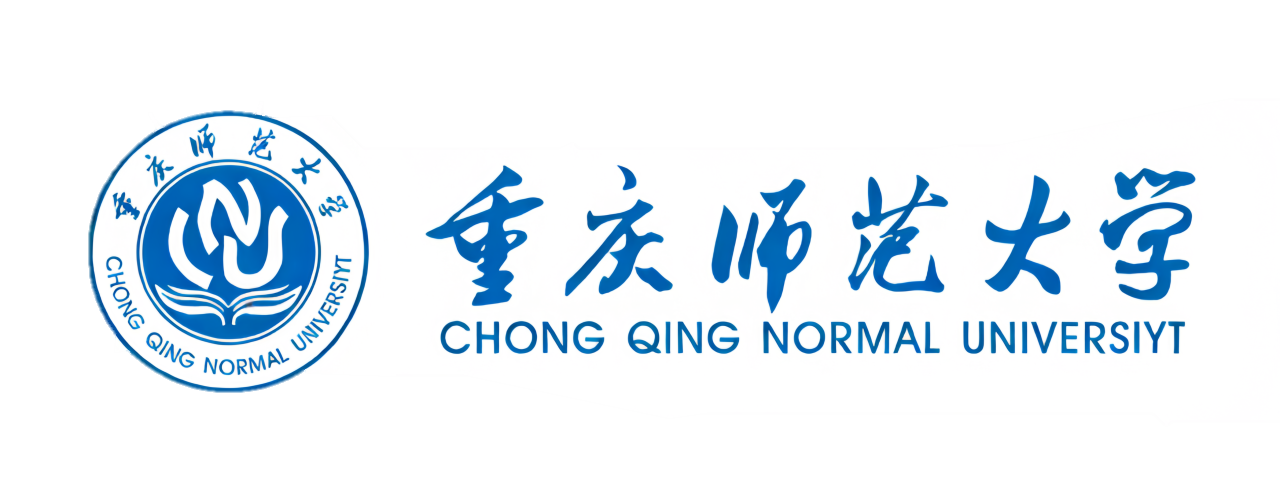 重庆师范大学
CHONG QING NORMAL UNIVERSIYT
重庆师范大学
CHONG QING NORMAL UNIVERSIYT